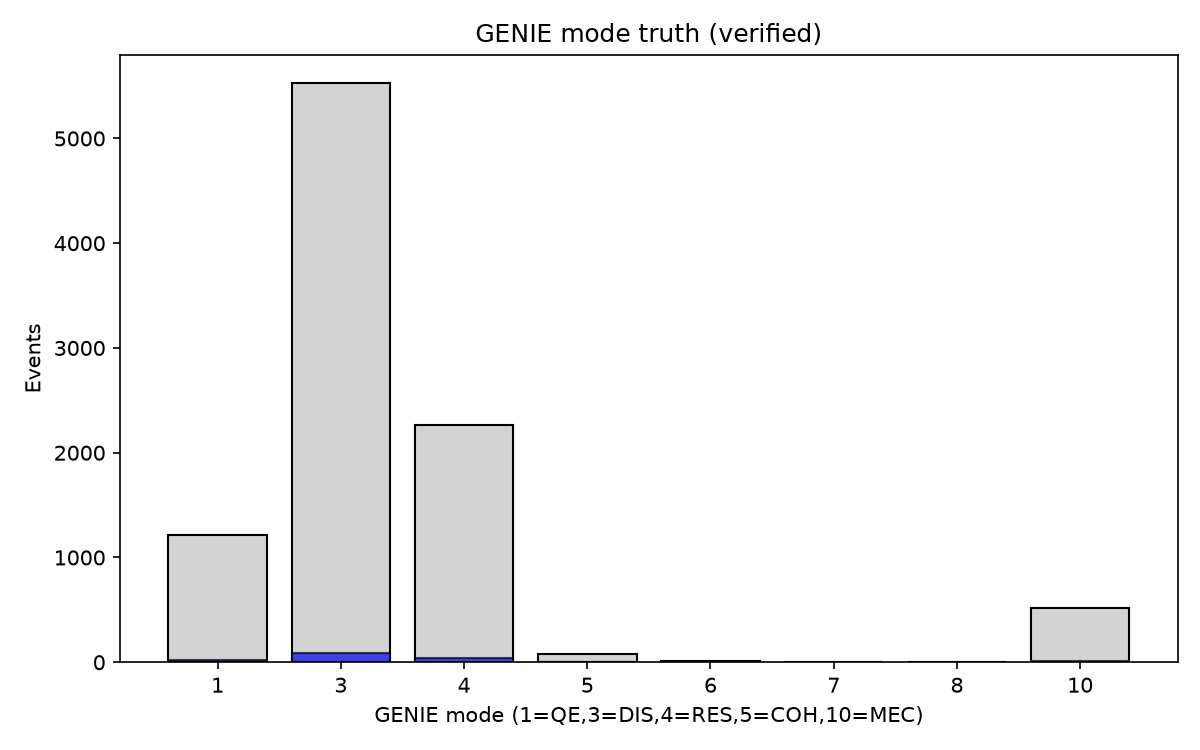 GENIE mode truth (verified)
5000
4000
3000
2000
1000
0
Events
1 3 4 5 6 7 8 10
GENIE mode (1=QE,3=DIS,4=RES,5=COH,10=MEC)